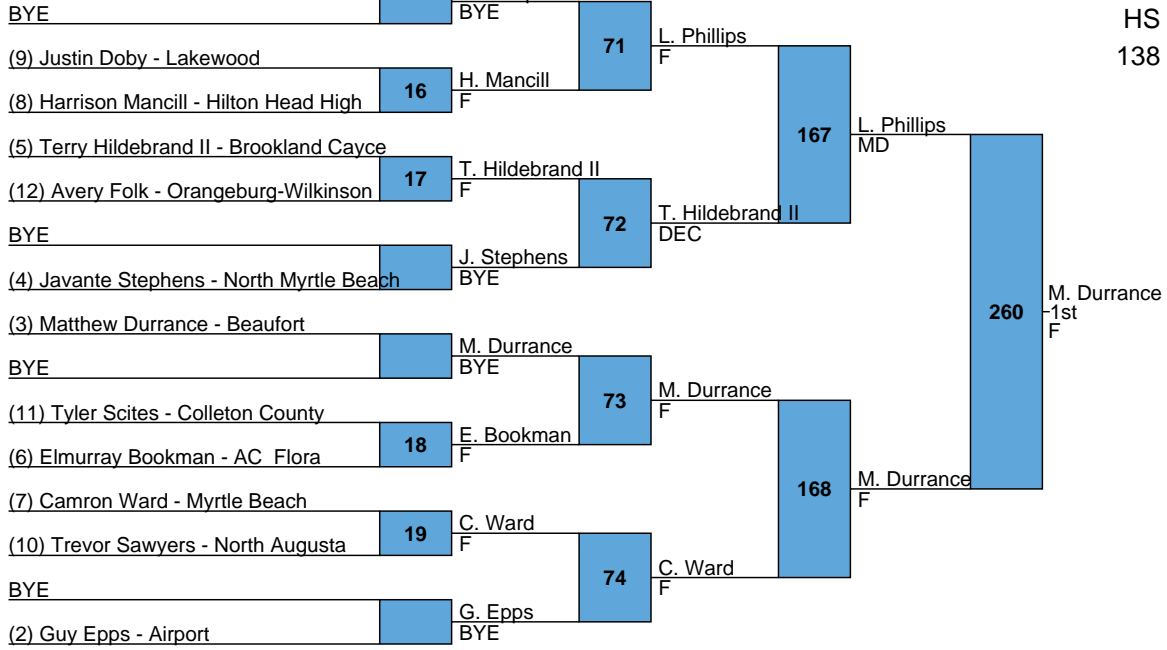 BYE
BYE
HS
138
(9) Justin Doby - Lakewood
71
L. Phillips
F
16
H. Mancill
F
(8) Harrison Mancill - Hilton Head High
167
L. Phillips
MD
(5) Terry Hildebrand II - Brookland Cayce
17
T. Hildebrand II
F
(12) Avery Folk - Orangeburg-Wilkinson
72
T. Hildebrand II
DEC
BYE
J. Stephens
BYE
(4) Javante Stephens - North Myrtle Beach
260
M. Durrance
1st
F
(3) Matthew Durrance - Beaufort
M. Durrance
BYE
BYE
73
M. Durrance
F
(11) Tyler Scites - Colleton County
18
E. Bookman
F
(6) Elmurray Bookman - AC  Flora
168
M. Durrance
F
(7) Camron Ward - Myrtle Beach
19
C. Ward
F
(10) Trevor Sawyers - North Augusta
74
C. Ward
F
BYE
G. Epps
BYE
(2) Guy Epps - Airport